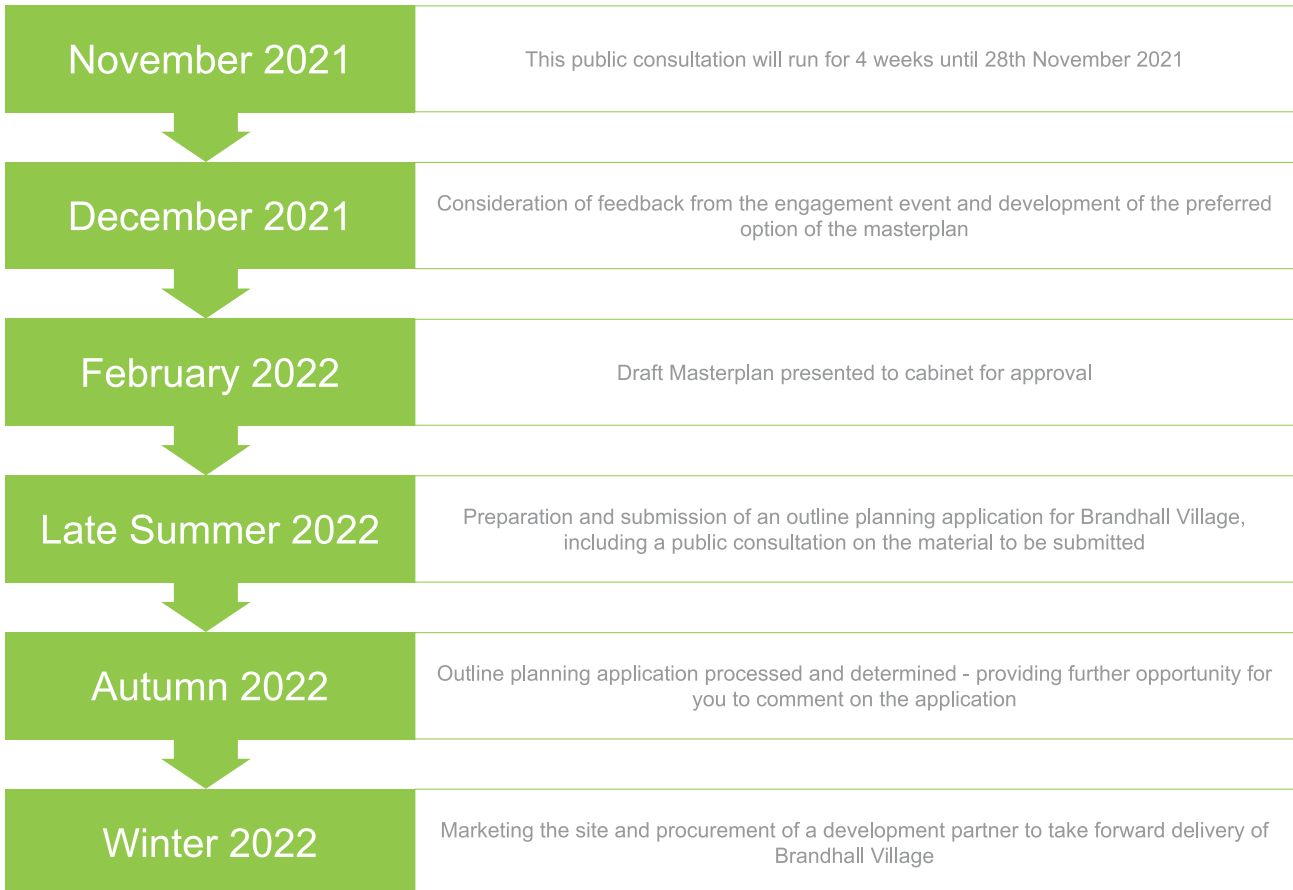 November 2021
This public consultation will run for 4 weeks until 28th November 2021
December 2021
Consideration of feedback from the engagement event and development of the preferred
option of the masterplan
February 2022
Draft Masterplan presented to cabinet for approval
Late Summer 2022
Preparation and submission of an outline planning application for Brandhall Village,
including a public consultation on the material to be submitted
Autumn 2022
Outline planning application processed and determined - providing further opportunity for
you to comment on the application
Winter 2022
Marketing the site and procurement of a development partner to take forward delivery of
Brandhall Village